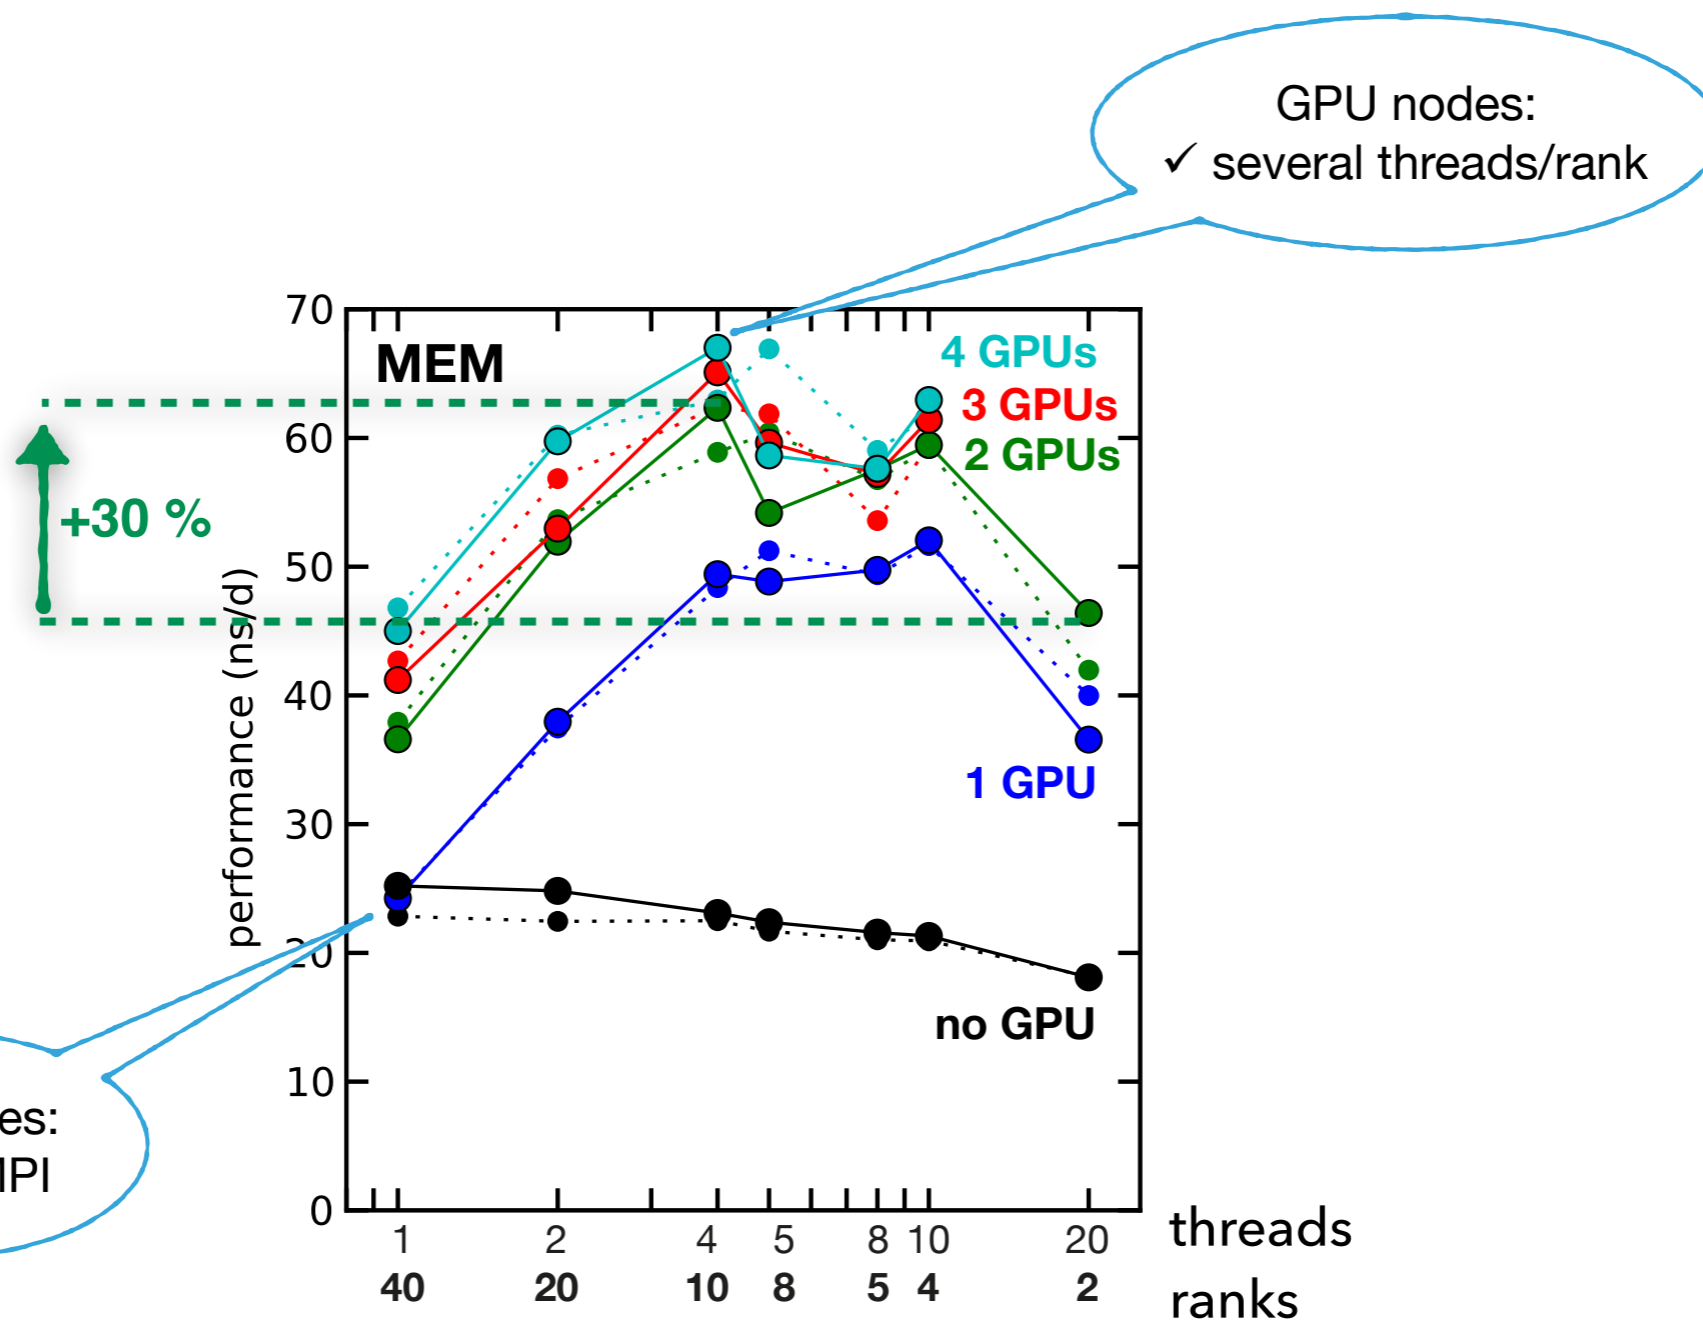 GPU nodes:
✓ several threads/rank
MEM
4 GPUs
3 GPUs
2 GPUs
+30 %
1 GPU
no GPU
performance (ns/d)
70
60
50
40
30
20
10
0
1 2 4 5 8 10 20 threads
40 20 10 8 5 4 2 ranks
es: